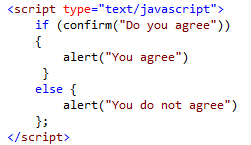 <script type="text/javascript">
    if (confirm("Do you agree"))
    {
        alert("You agree")
     }
    else {
        alert("You do not agree")
    };
</script>